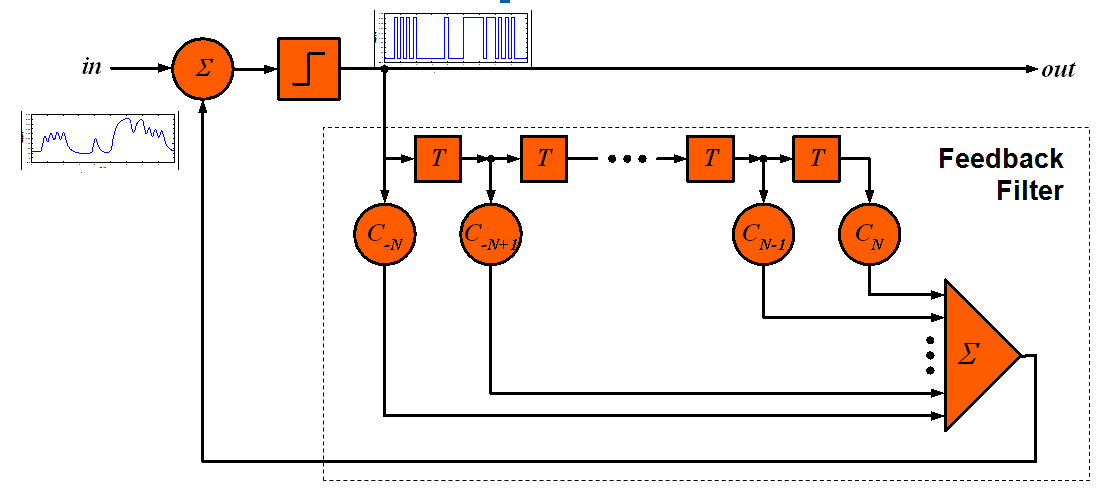 in
Σ
out
T
T
T
T
Feedback
Filter
C-N
C-N+1
CN-1
CN
Σ